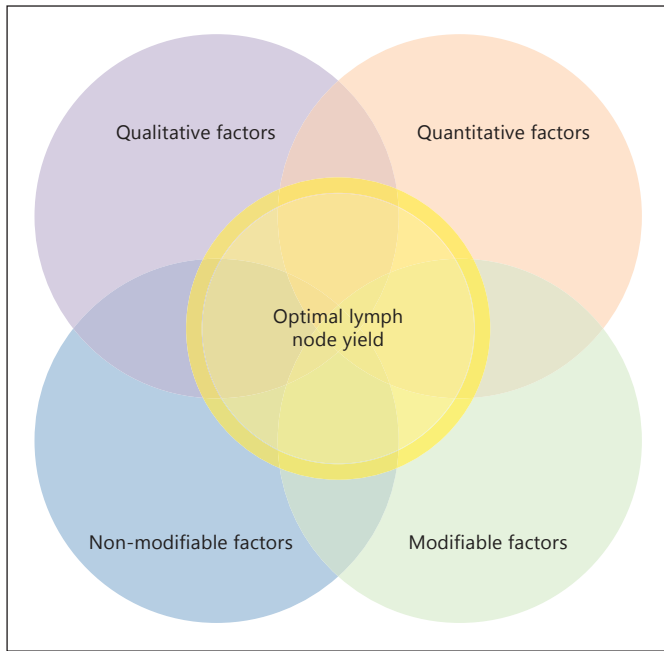 Qualitative factors
Quantitative factors
Optimal lymph
node yield
Non-modifiable factors
Modifiable factors